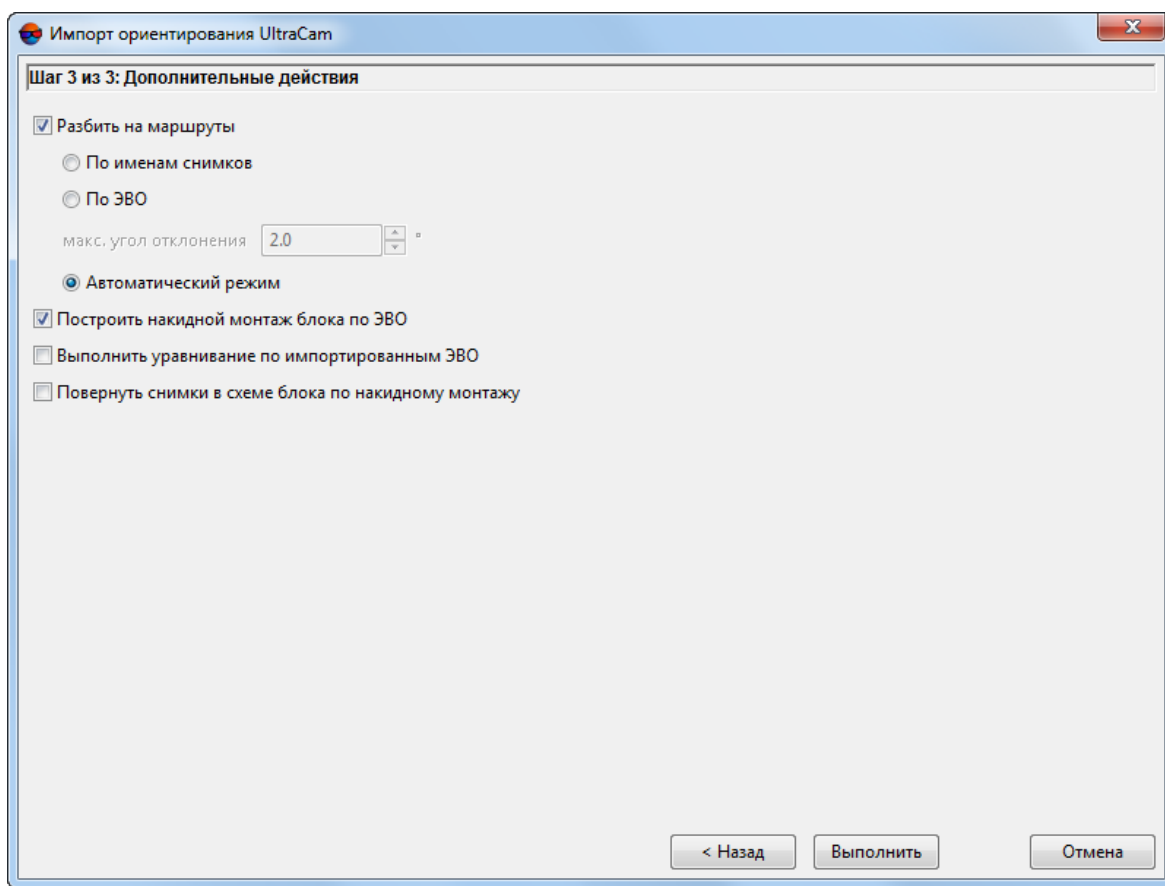 Импорт ориентирования UltraCam
Шаг 3 из 3: Дополнительные действия
Разбить на маршруты
По именам снимков
По ЭВО
макс. угол отклонения 2.0 °
Автоматический режим
Построить накидной монтаж блока по ЭВО
Выполнить уравнивание по импортированным ЭВО
Повернуть снимки в схеме блока по накидному монтажу
< Назад Выполнить Отмена